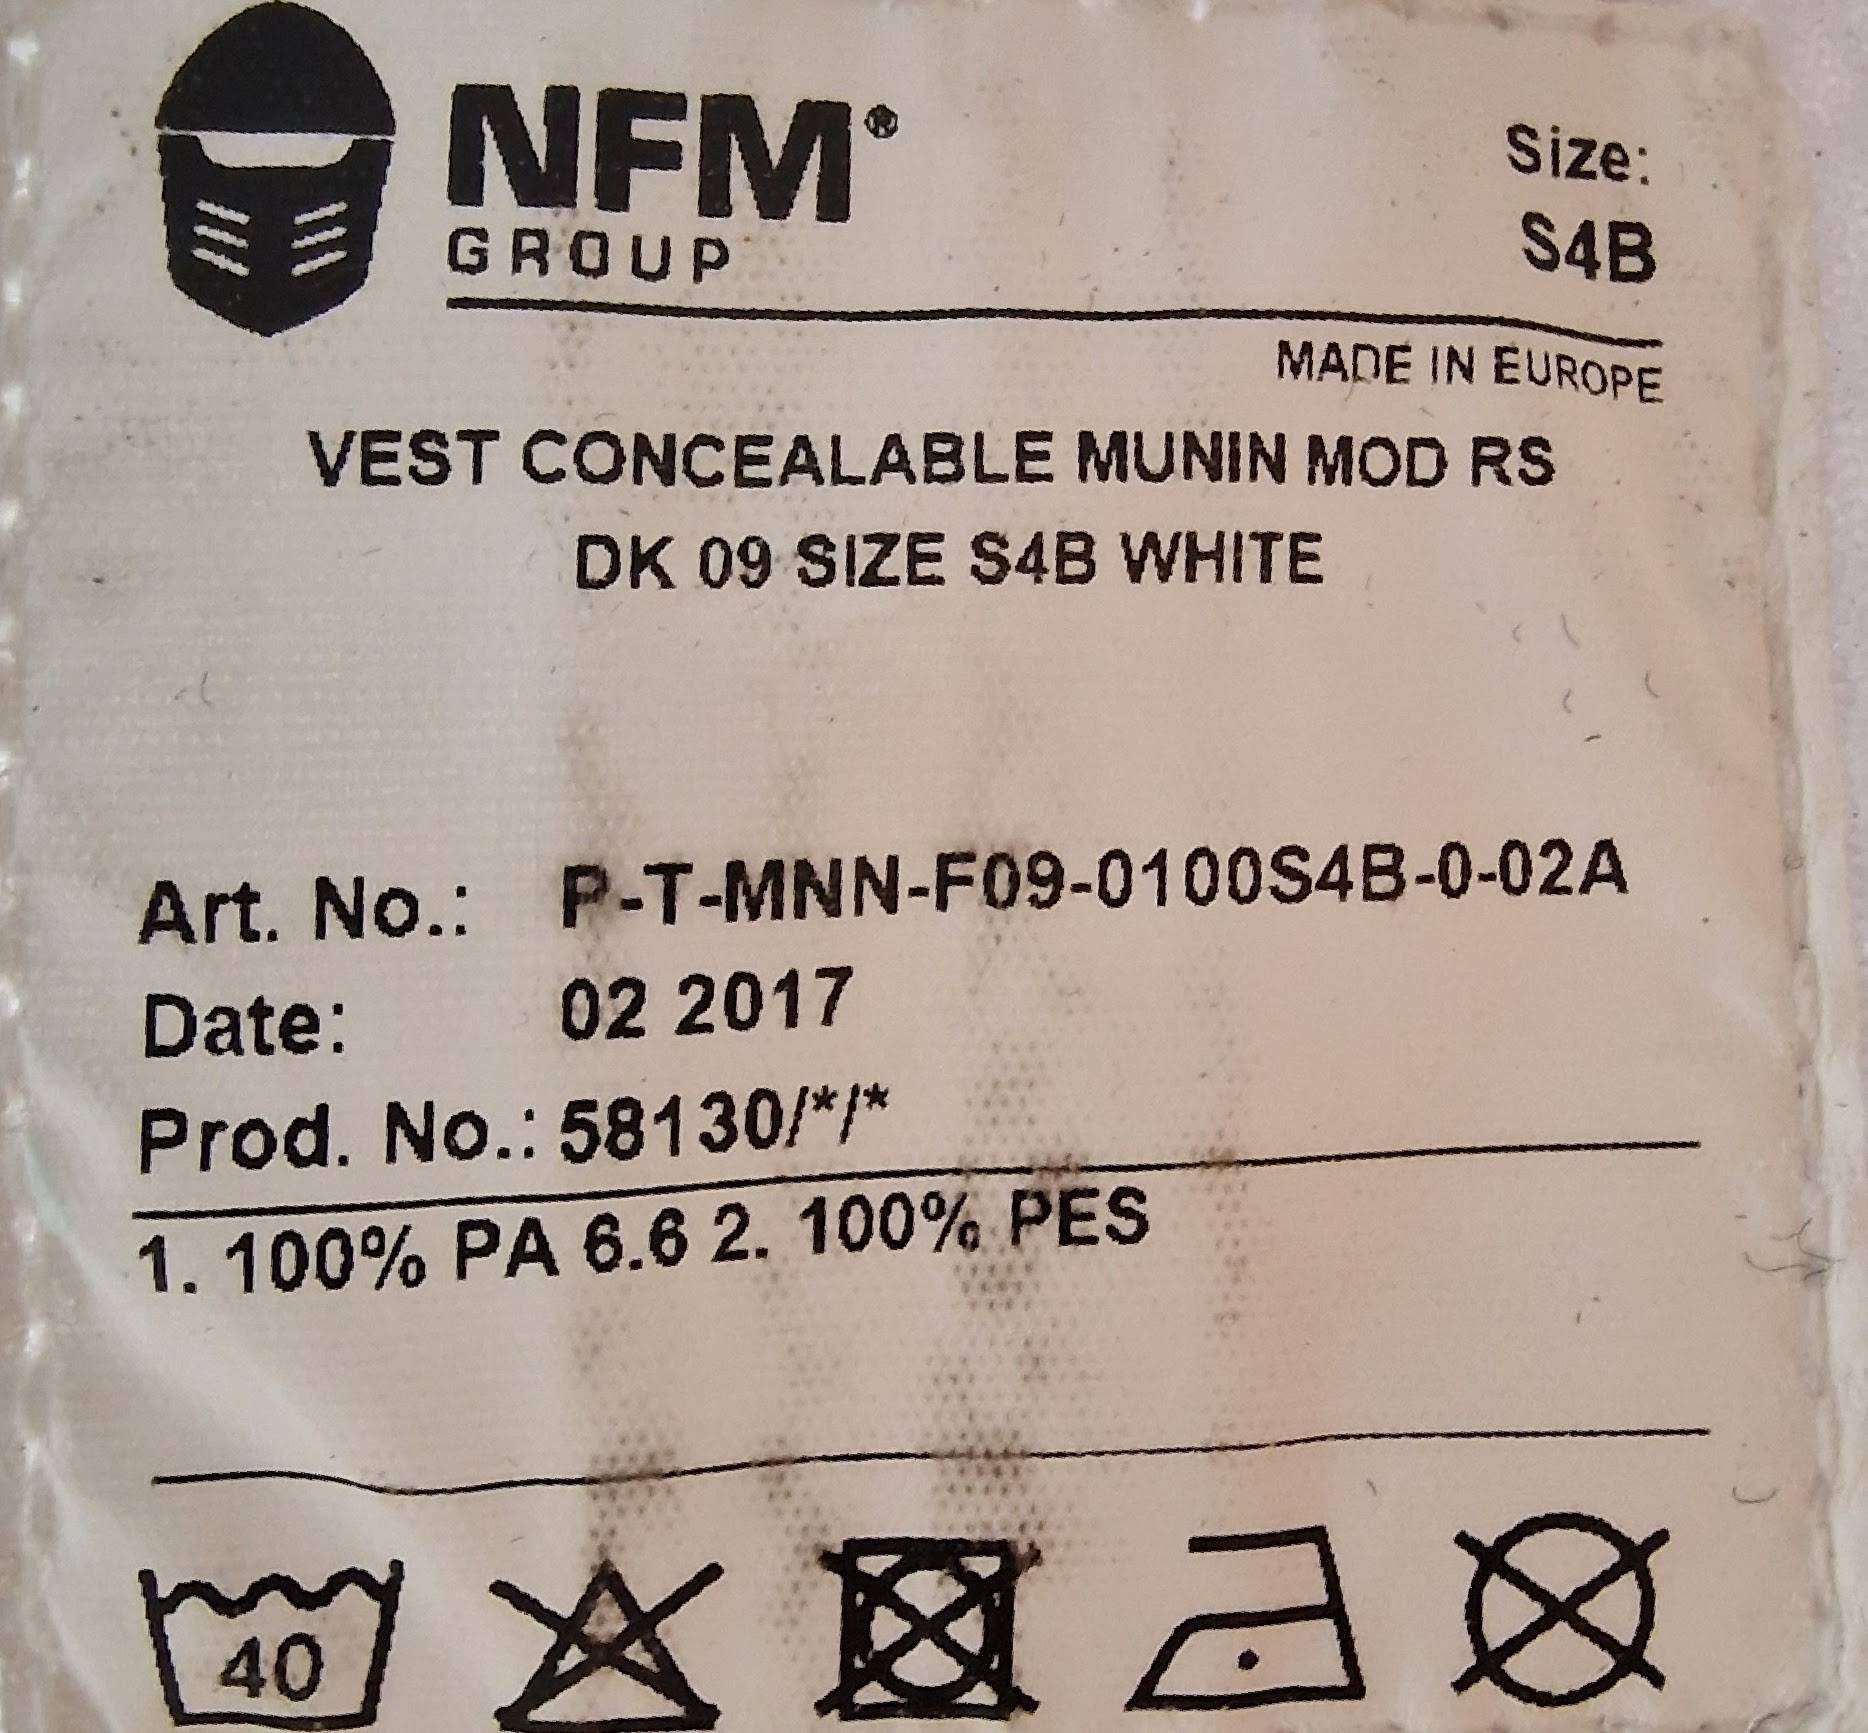 NFM®
GROUP
Size:
S4B
MADE IN EUROPE
VEST CONCEALABLE MUNIN MOD RS
DK 09 SIZE S4B WHITE
Art. No.: P-T-MNN-F09-0100S4B-0-02A
Date: 02 2017
Prod. No.: 58130/*/*
1. 100% PA 6.6 2. 100% PES
40